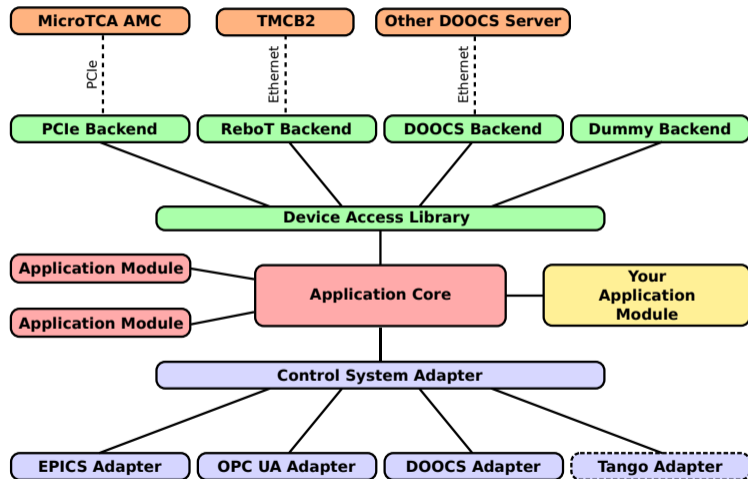 MicroTCA AMC
TMCB2
Other DOOCS Server
PCIe
Ethernet
Ethernet
PCIe Backend
ReboT Backend
DOOCS Backend
Dummy Backend
Device Access Library
Application Module
Application Module
Application Core
Your
Application
Module
Control System Adapter
EPICS Adapter
OPC UA Adapter
DOOCS Adapter
Tango Adapter